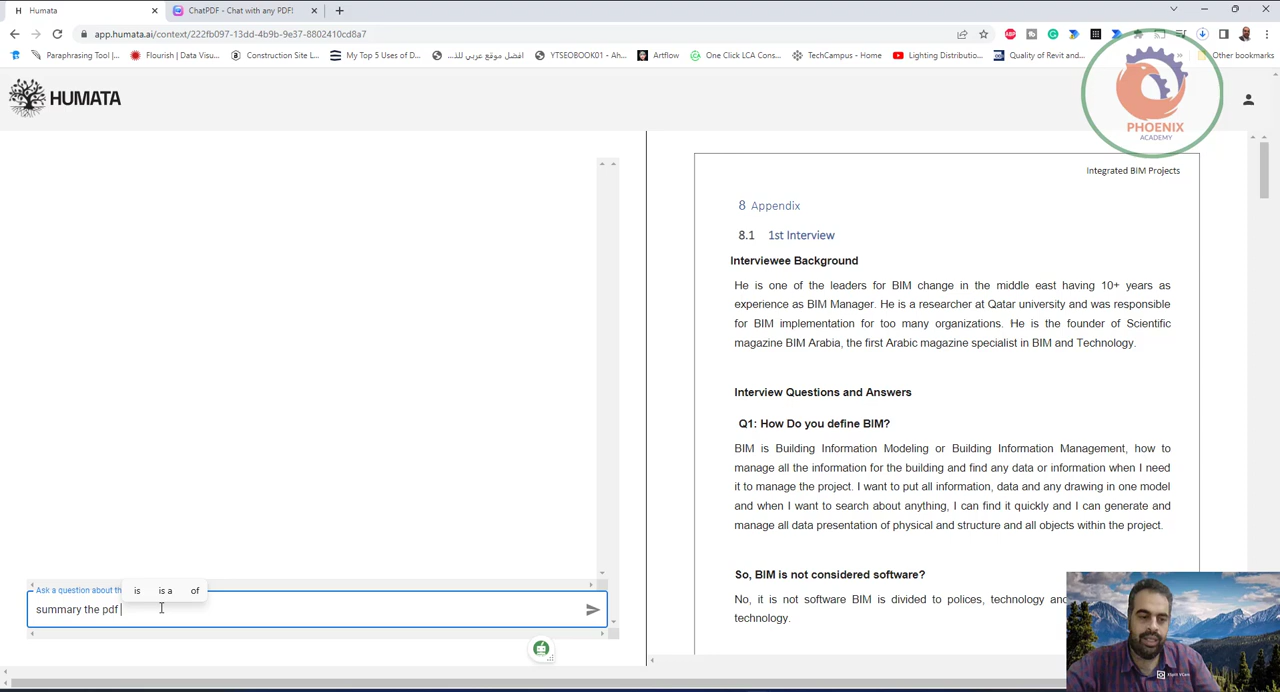 Humata
ChatPDF - Chat with any PDF!
app.humata.ai/context/222fb097-13dd-4b9b-9e37-8802410cd8a7
Paraphrasing Tool |...
Flourish | Data Visu...
Construction Site L...
My Top 5 Uses of D...
افضل موقع عربي للذ...
YTSEOBOOK01 - Ah...
Artflow
One Click LCA Cons...
TechCampus - Home
Lighting Distributio...
Quality of Revit and...
Other bookmarks
HUMATA
PHOENIX
ACADEMY
Integrated BIM Projects
8 Appendix
8.1 1st Interview
Interviewee Background
He is one of the leaders for BIM change in the middle east having 10+ years as
experience as BIM Manager. He is a researcher at Qatar university and was responsible
for BIM implementation for too many organizations. He is the founder of Scientific
magazine BIM Arabia, the first Arabic magazine specialist in BIM and Technology.
Interview Questions and Answers
Q1: How Do you define BIM?
BIM is Building Information Modeling or Building Information Management, how to
manage all the information for the building and find any data or information when I need
it to manage the project. I want to put all information, data and any drawing in one model
and when I want to search about anything, I can find it quickly and I can generate and
manage all data presentation of physical and structure and all objects within the project.
So, BIM is not considered software?
No, it is not software BIM is divided to polices, technology and
technology.
Ask a question about th
is
is a
of
summary the pdf